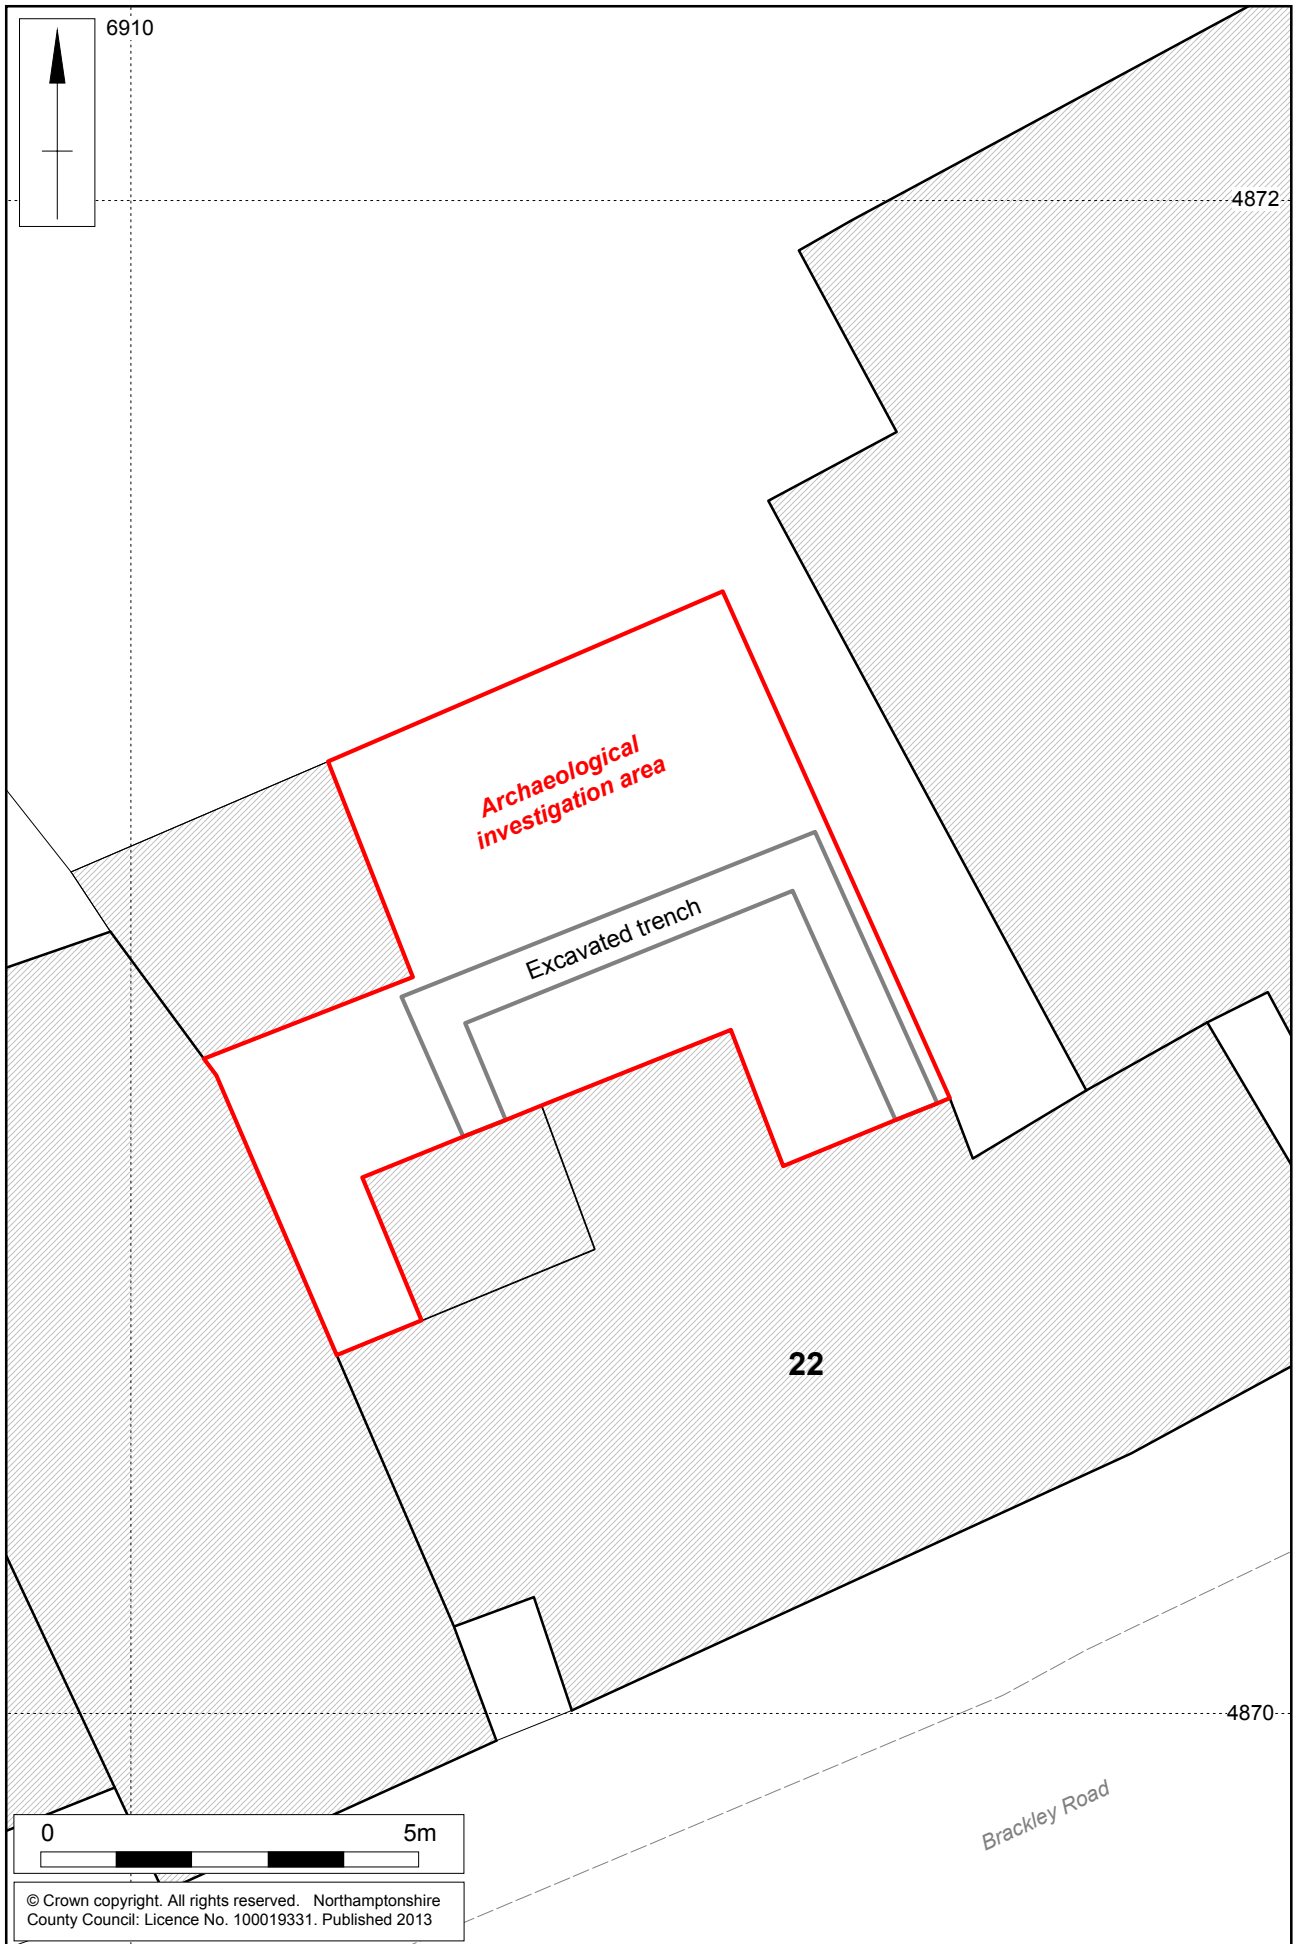 6910
4872
Archaeological
investigation area
Excavated trench
22
4870
Brackley Road
0 5m
© Crown copyright. All rights reserved. Northamptonshire
County Council: Licence No. 100019331. Published 2013